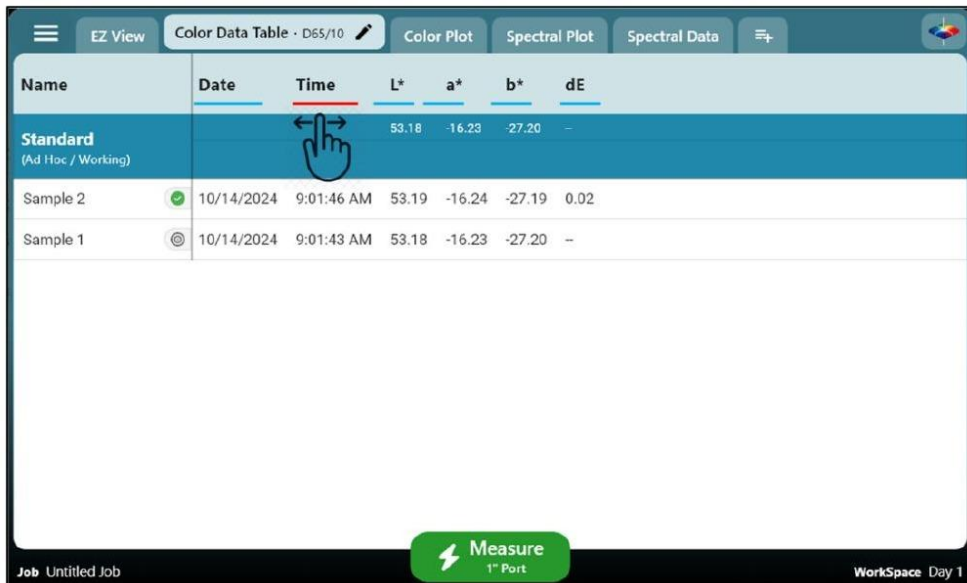 EZ View Color Data Table · D65/10 Color Plot Spectral Plot Spectral Data
Name Date Time L* a* b* dE
Standard 53.18 -16.23 -27.20 –
(Ad Hoc / Working)
Sample 2 10/14/2024 9:01:46 AM 53.19 -16.24 -27.19 0.02
Sample 1 10/14/2024 9:01:43 AM 53.18 -16.23 -27.20 –
Measure
1" Port
Job Untitled Job WorkSpace Day 1